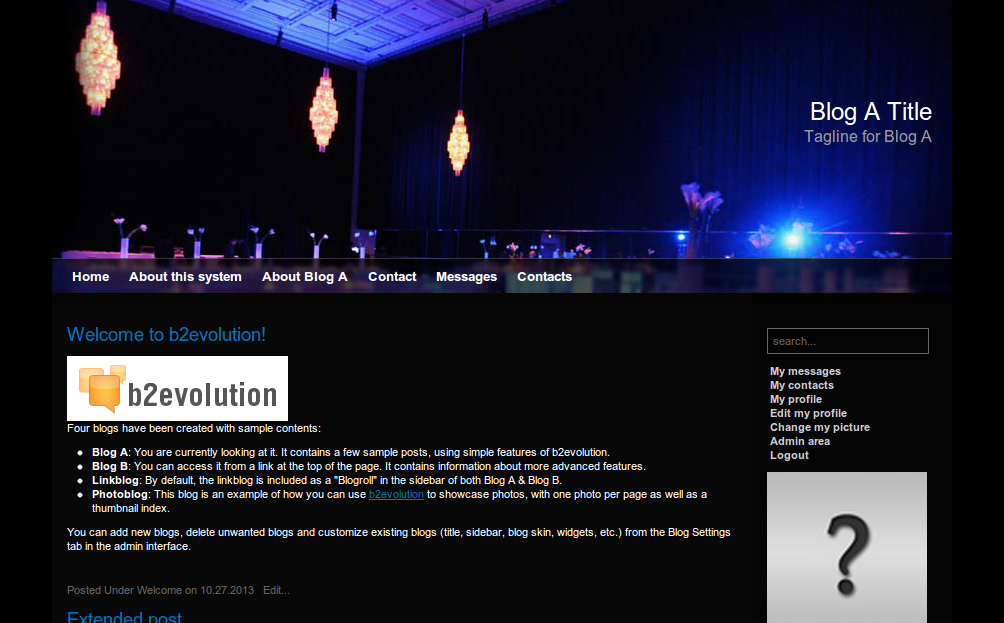 Blog A Title
Tagline for Blog A
Home About this system About Blog A Contact Messages Contacts
Welcome to b2evolution!
b2evolution
Four blogs have been created with sample contents:
Blog A: You are currently looking at it. It contains a few sample posts, using simple features of b2evolution.
Blog B: You can access it from a link at the top of the page. It contains information about more advanced features.
Linkblog: By default, the linkblog is included as a "Blogroll" in the sidebar of both Blog A & Blog B.
Photoblog: This blog is an example of how you can use b2evolution to showcase photos, with one photo per page as well as a
thumbnail index.
You can add new blogs, delete unwanted blogs and customize existing blogs (title, sidebar, blog skin, widgets, etc.) from the Blog Settings
tab in the admin interface.
Posted Under Welcome on 10.27.2013 Edit...
Extended post
search...
My messages
My contacts
My profile
Edit my profile
Change my picture
Admin area
Logout
?